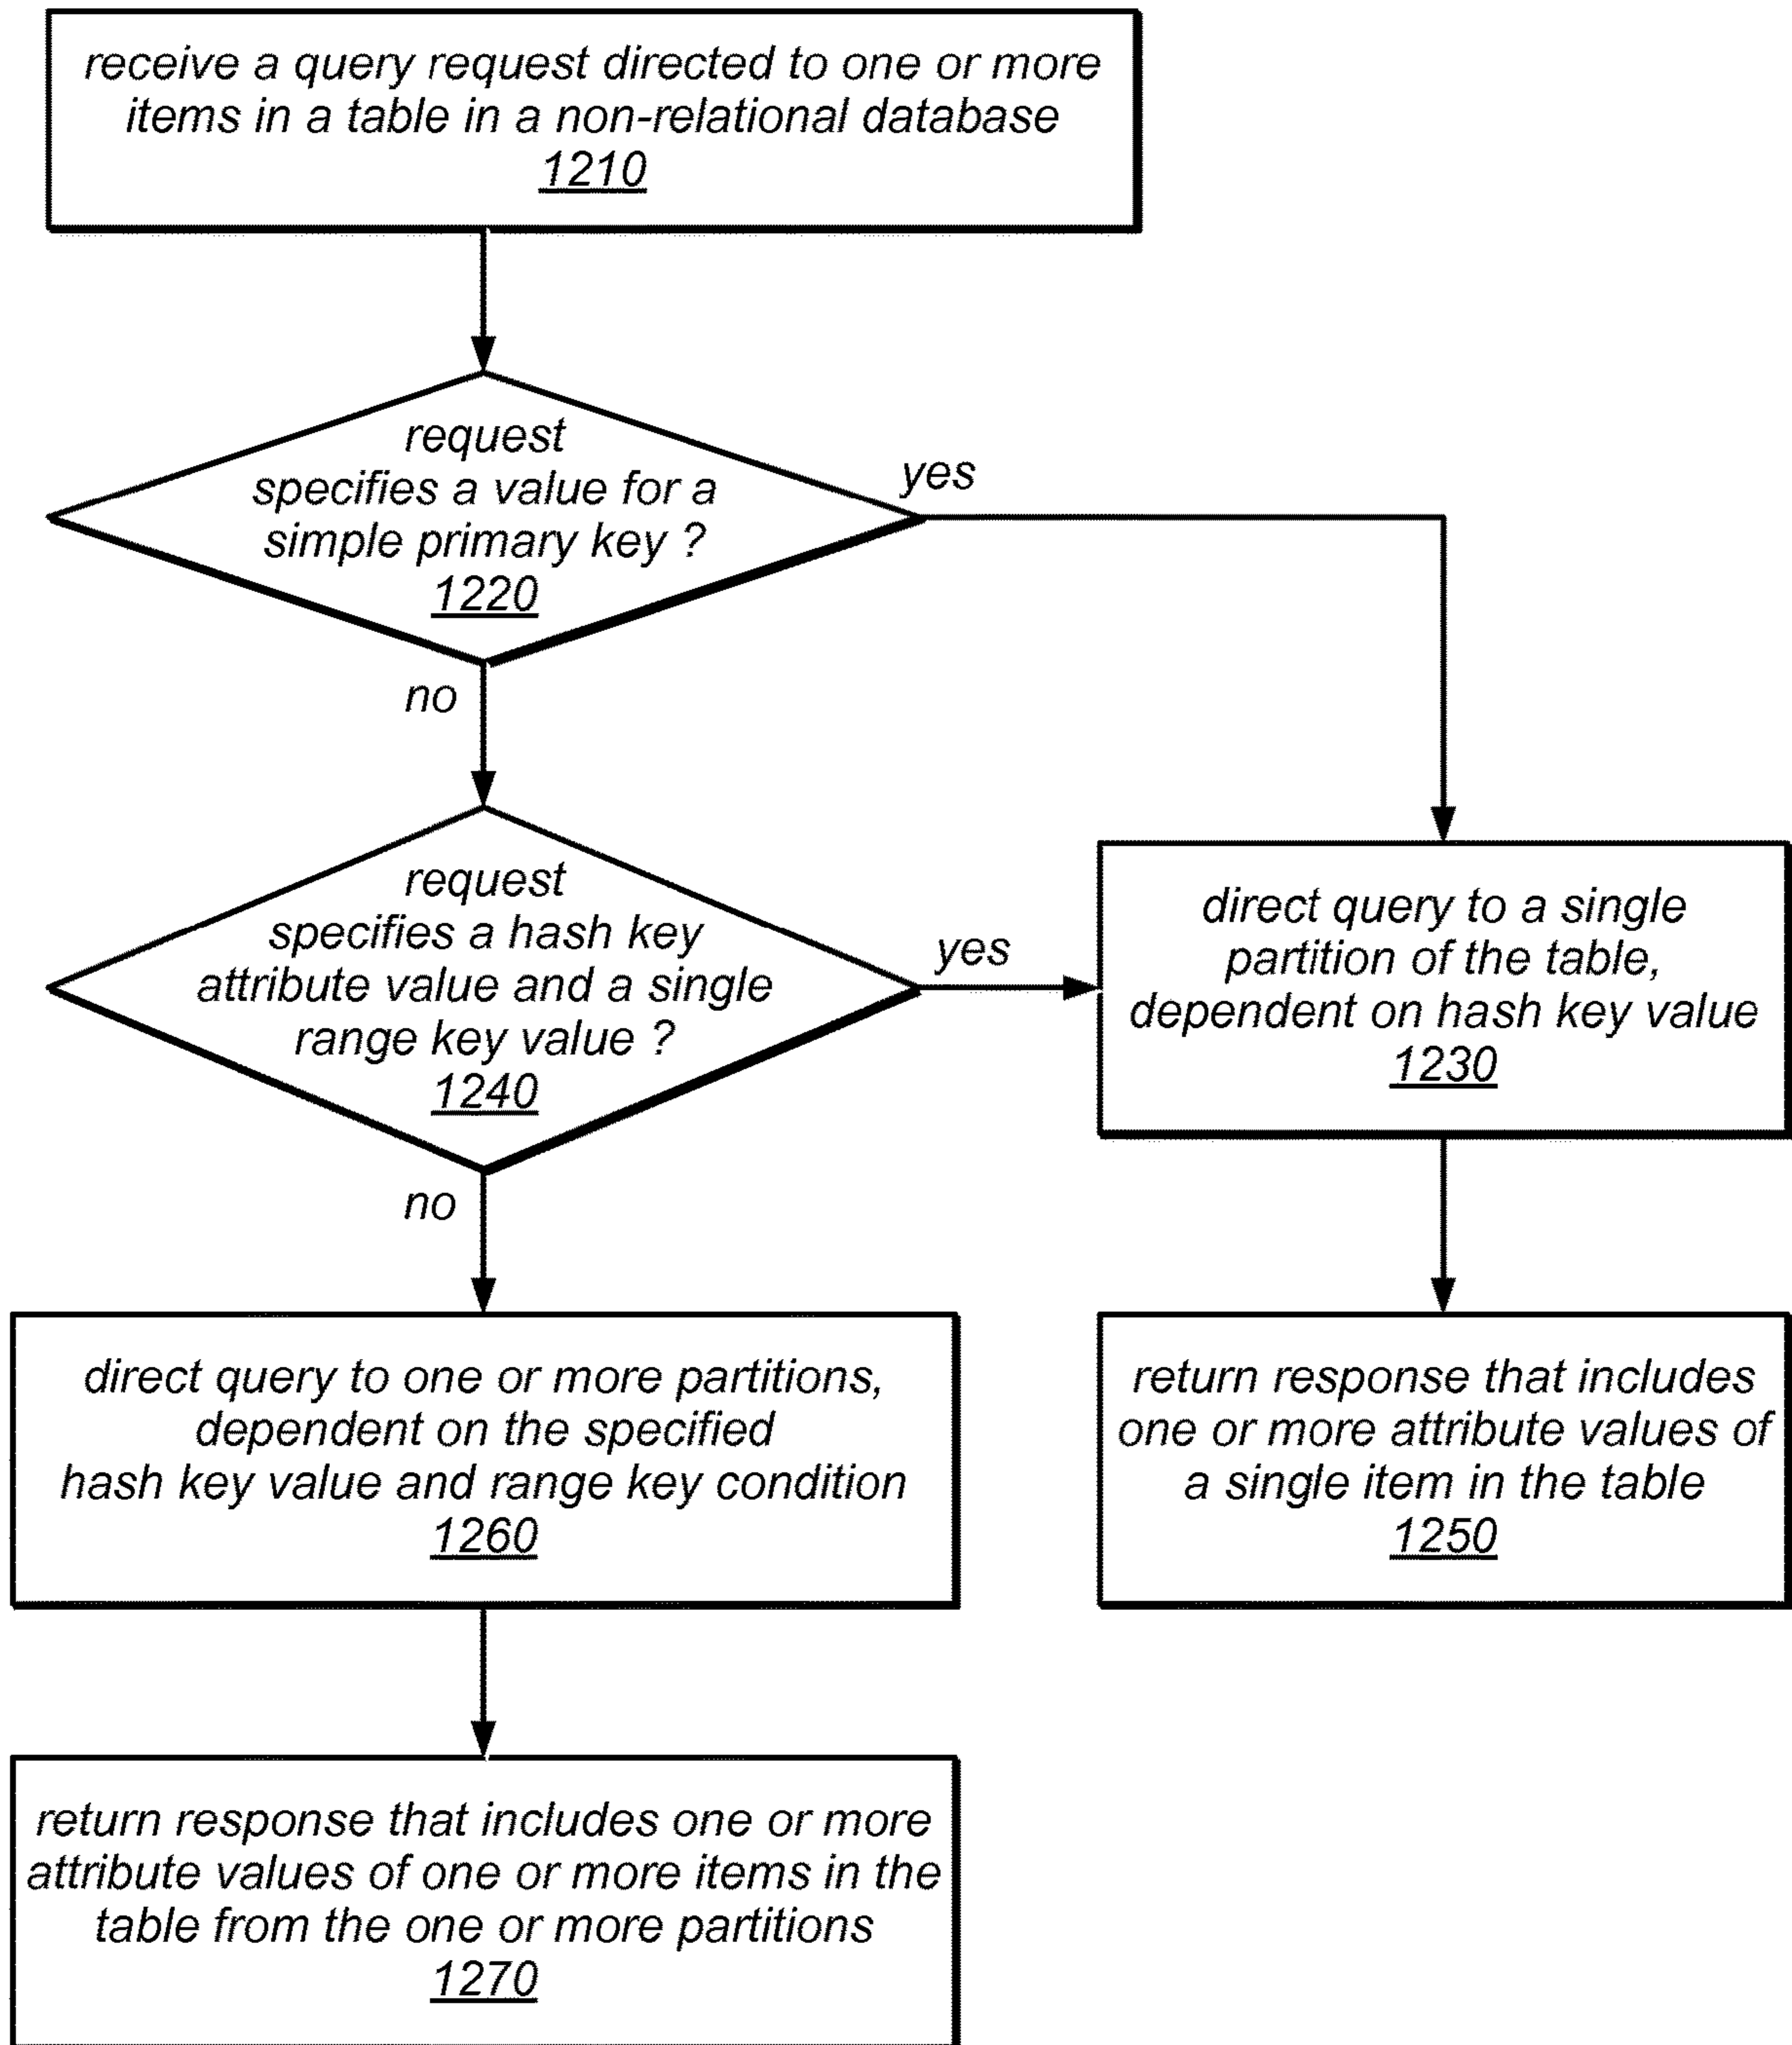 receive a query request directed to one or more
items in a table in a non-relational database
1210
request
specifies a value for a
simple primary key ?
1220
yes
no
request
specifies a hash key
attribute value and a single
range key value ?
1240
yes
direct query to a single
partition of the table,
dependent on hash key value
1230
no
direct query to one or more partitions,
dependent on the specified
hash key value and range key condition
1260
return response that includes
one or more attribute values of
a single item in the table
1250
return response that includes one or more
attribute values of one or more items in the
table from the one or more partitions
1270